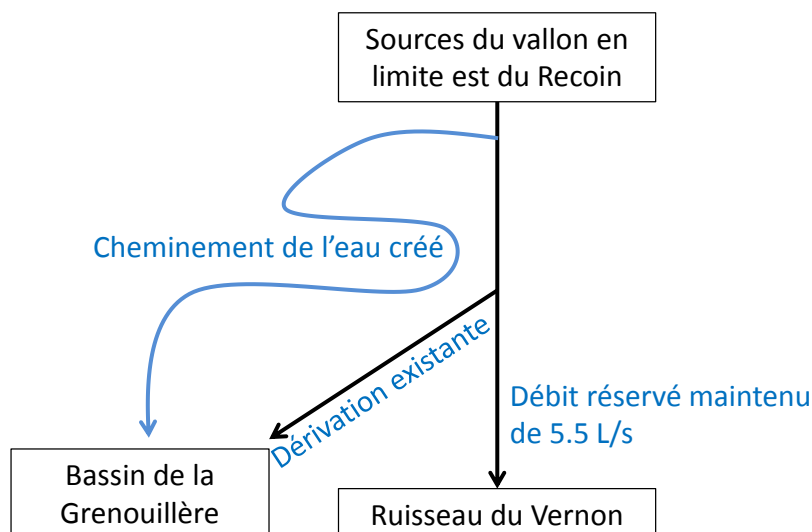 Sources du vallon en
limite est du Recoin
Cheminement de l'eau créé
Dérivation existante
Débit réservé maintenu
de 5.5 L/s
Bassin de la
Grenouillère
Ruisseau du Vernon